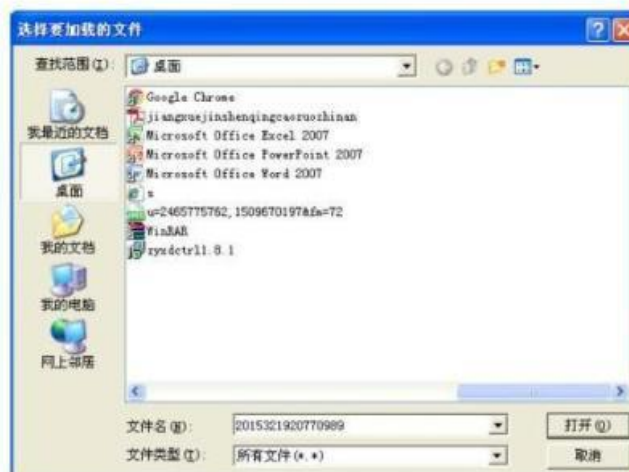 选择要加载的文件
查找范围(I): 桌面
Google Chrome
jiangxuejinshenqingcaozuozhinan
Microsoft Office Excel 2007
Microsoft Office PowerPoint 2007
Microsoft Office Word 2007
s
u=2465775762,1509670197&fm=72
WinRAR
zyxdctrl1.8.1
我最近的文档
桌面
我的文档
我的电脑
网上邻居
文件名(N): 2015321920770989 打开(O)
文件类型(T): 所有文件(*.*) 取消